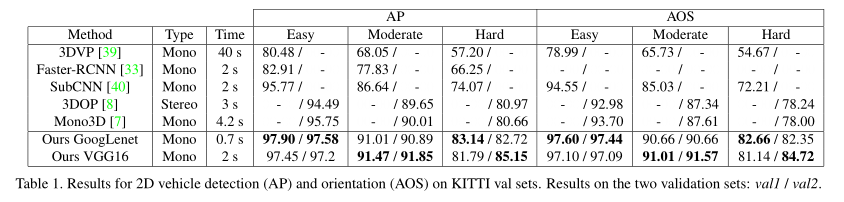 AP AOS
Method Type Time Easy Moderate Hard Easy Moderate Hard
3DVP [39] Mono 40 s 80.48 / - 68.05 / - 57.20 / - 78.99 / - 65.73 / - 54.67 / -
Faster-RCNN [33] Mono 2 s 82.91 / - 77.83 / - 66.25 / - - / - - / - - / -
SubCNN [40] Mono 2 s 95.77 / - 86.64 / - 74.07 / - 94.55 / - 85.03 / - 72.21 / -
3DOP [8] Stereo 3 s - / 94.49 - / 89.65 - / 80.97 - / 92.98 - / 87.34 - / 78.24
Mono3D [7] Mono 4.2 s - / 95.75 - / 90.01 - / 80.66 - / 93.70 - / 87.61 - / 78.00
Ours GoogLenet Mono 0.7 s 97.90 / 97.58 91.01 / 90.89 83.14 / 82.72 97.60 / 97.44 90.66 / 90.66 82.66 / 82.35
Ours VGG16 Mono 2 s 97.45 / 97.2 91.47 / 91.85 81.79 / 85.15 97.10 / 97.09 91.01 / 91.57 81.14 / 84.72
Table 1. Results for 2D vehicle detection (AP) and orientation (AOS) on KITTI val sets. Results on the two validation sets: val1 / val2.